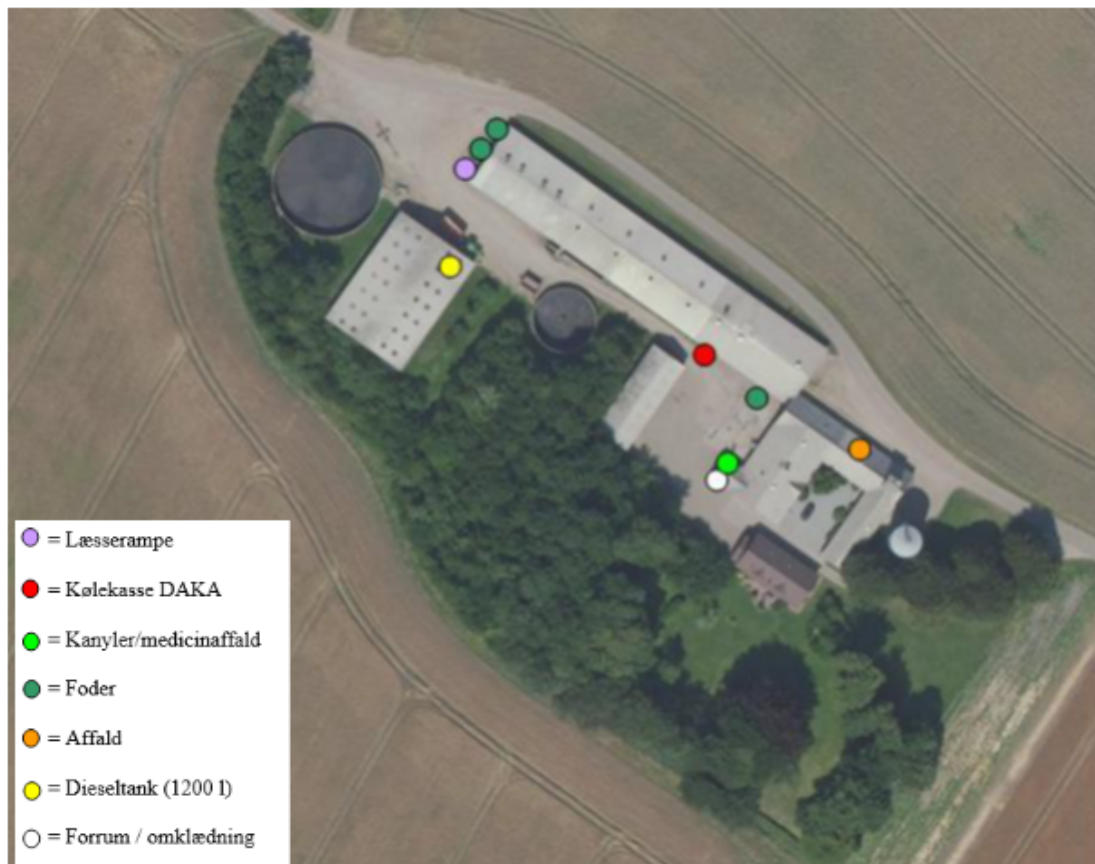 = Læsserampe
= Kølekasse DAKA
= Kanyler/medicinaffald
= Foder
= Affald
= Dieseltank (1200 l)
= Forrum / omklædning